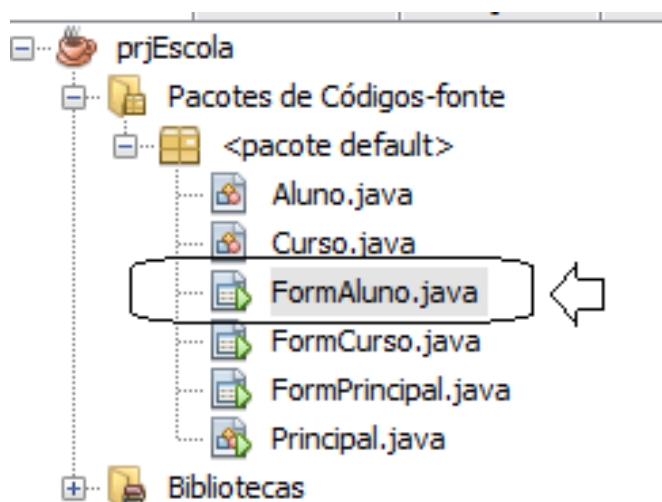 prjEscola
Pacotes de Códigos-fonte
<pacote default>
Aluno.java
Curso.java
FormAluno.java
FormCurso.java
FormPrincipal.java
Principal.java
Bibliotecas